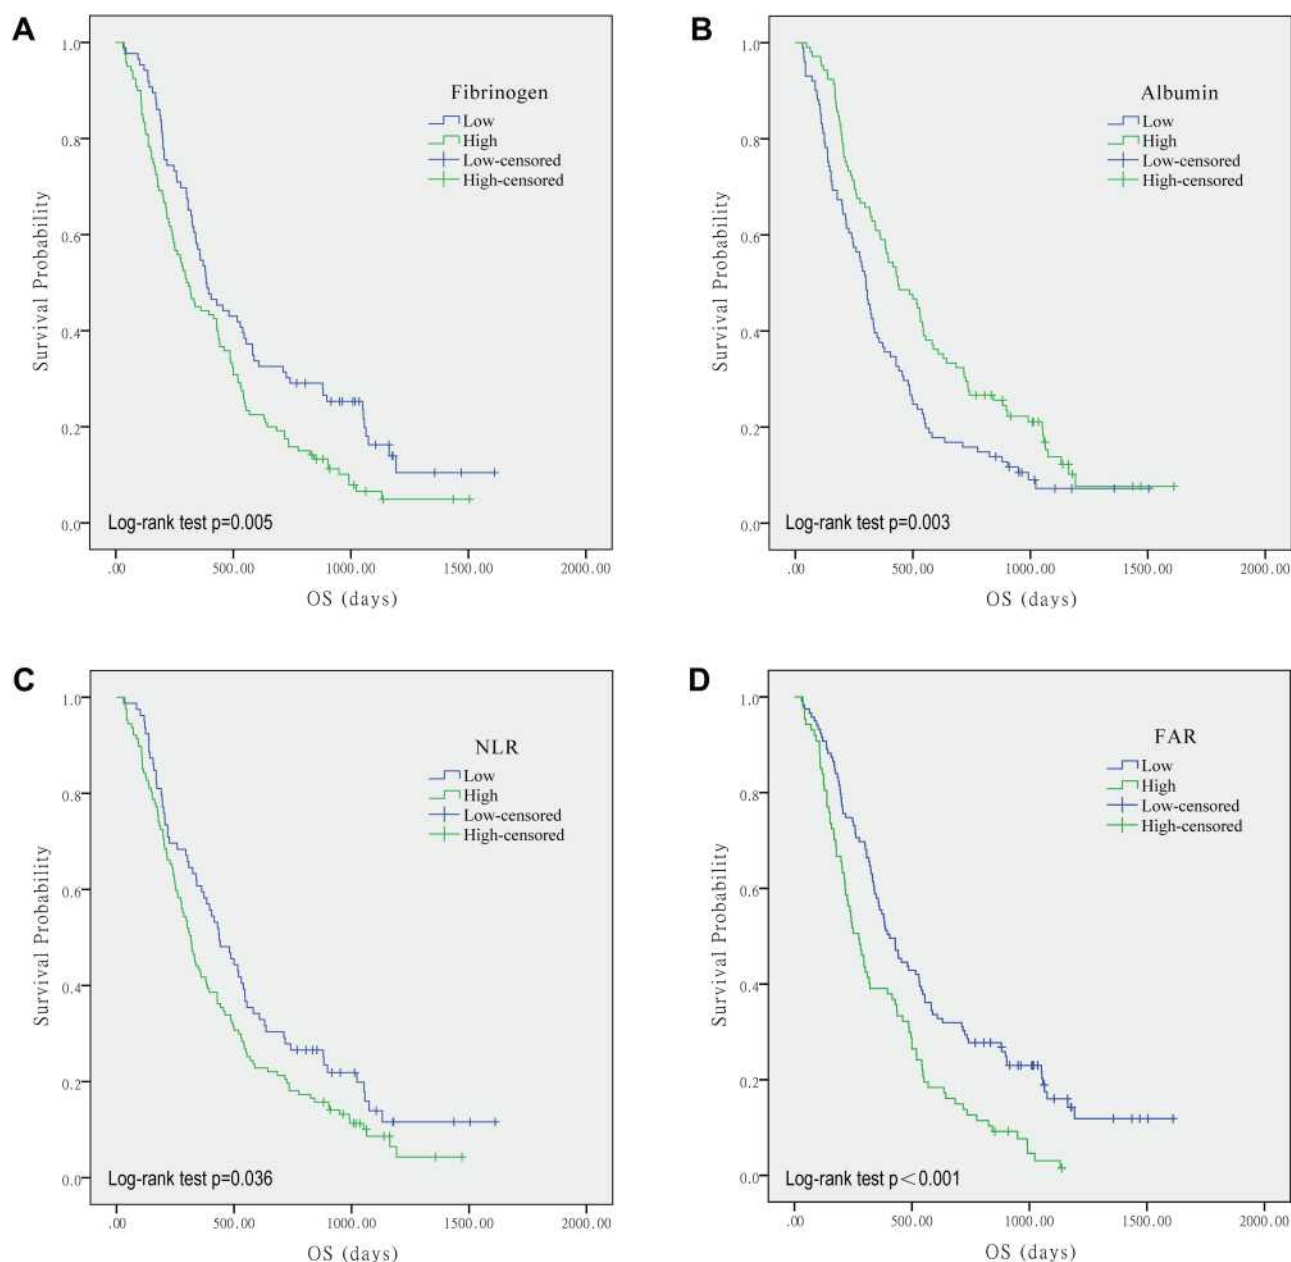 A
Fibrinogen
Low
High
Low-censored
High-censored
Survival Probability
1.0
0.8
0.6
0.4
0.2
0.0
Log-rank test p=0.005
.00 500.00 1000.00 1500.00 2000.00
OS (days)
B
Albumin
Low
High
Low-censored
High-censored
Survival Probability
1.0
0.8
0.6
0.4
0.2
0.0
Log-rank test p=0.003
.00 500.00 1000.00 1500.00 2000.00
OS (days)
C
NLR
Low
High
Low-censored
High-censored
Survival Probability
1.0
0.8
0.6
0.4
0.2
0.0
Log-rank test p=0.036
.00 500.00 1000.00 1500.00 2000.00
OS (days)
D
FAR
Low
High
Low-censored
High-censored
Survival Probability
1.0
0.8
0.6
0.4
0.2
0.0
Log-rank test p<0.001
.00 500.00 1000.00 1500.00 2000.00
OS (days)